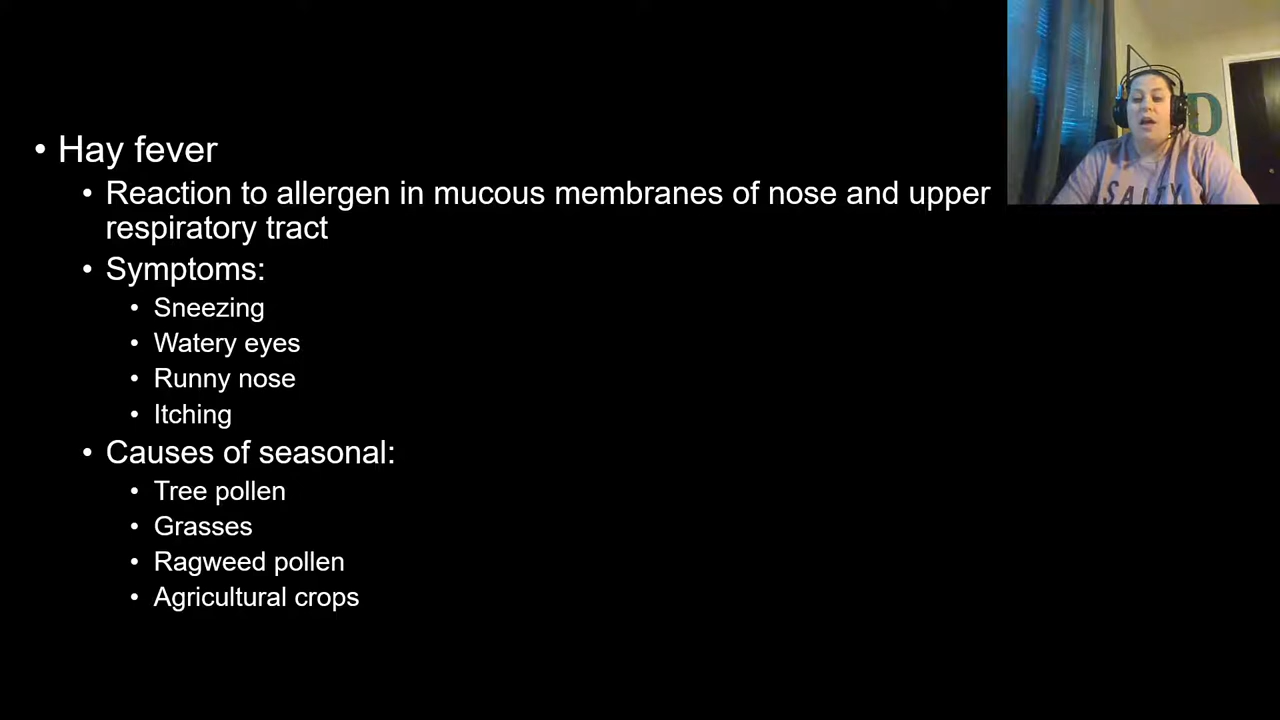 • Hay fever
• Reaction to allergen in mucous membranes of nose and upper
respiratory tract
• Symptoms:
• Sneezing
• Watery eyes
• Runny nose
• Itching
• Causes of seasonal:
• Tree pollen
• Grasses
• Ragweed pollen
• Agricultural crops
D
SALTY